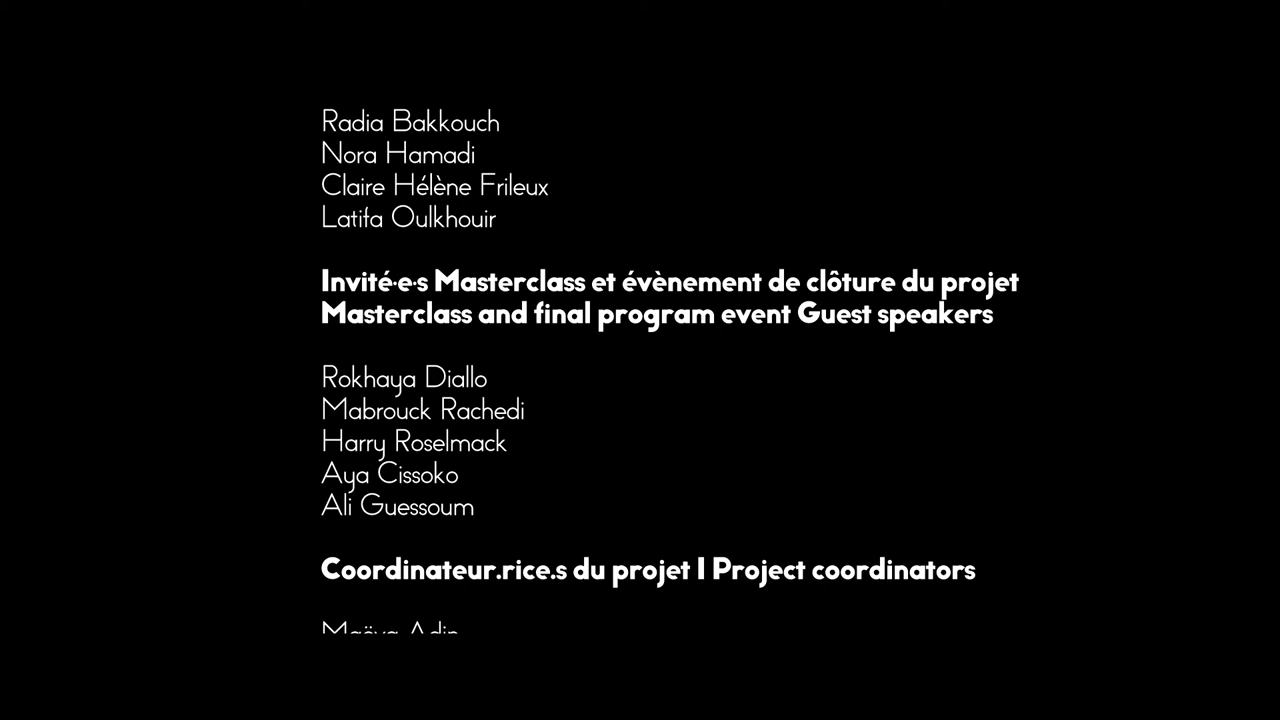 Radia Bakkouch
Nora Hamadi
Claire Hélène Frileux
Latifa Oulkhouir
Invité·e·s Masterclass et évènement de clôture du projet
Masterclass and final program event Guest speakers
Rokhaya Diallo
Mabrouck Rachedi
Harry Roselmack
Aya Cissoko
Ali Guessoum
Coordinateur.rice.s du projet I Project coordinators